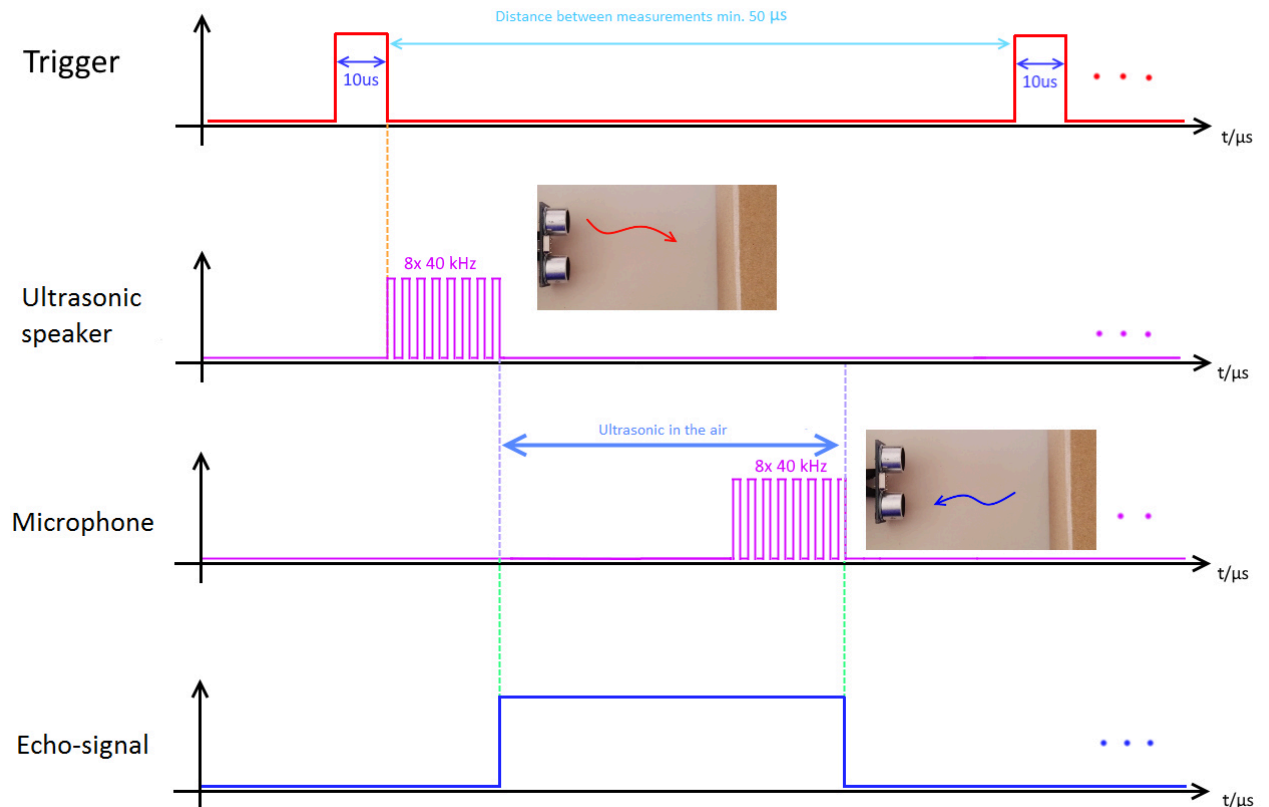 Distance between measurements min. 50 µs
Trigger
10us
10us
t/µs
8x 40 kHz
Ultrasonic
speaker
t/µs
Ultrasonic in the air
8x 40 kHz
Microphone
t/µs
Echo-signal
t/µs